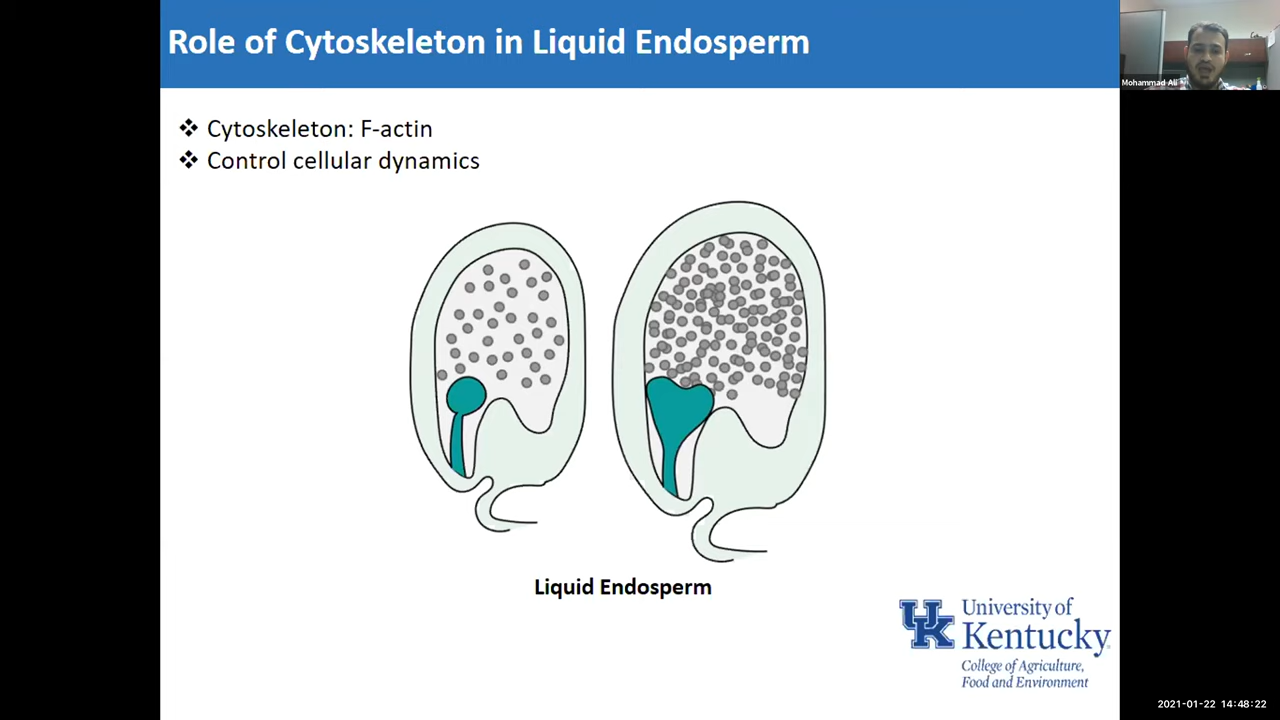 Role of Cytoskeleton in Liquid Endosperm
Mohammad Ali
❖ Cytoskeleton: F-actin
❖ Control cellular dynamics
Liquid Endosperm
UK
University of
Kentucky
College of Agriculture,
Food and Environment
2021-01-22 14:48:22